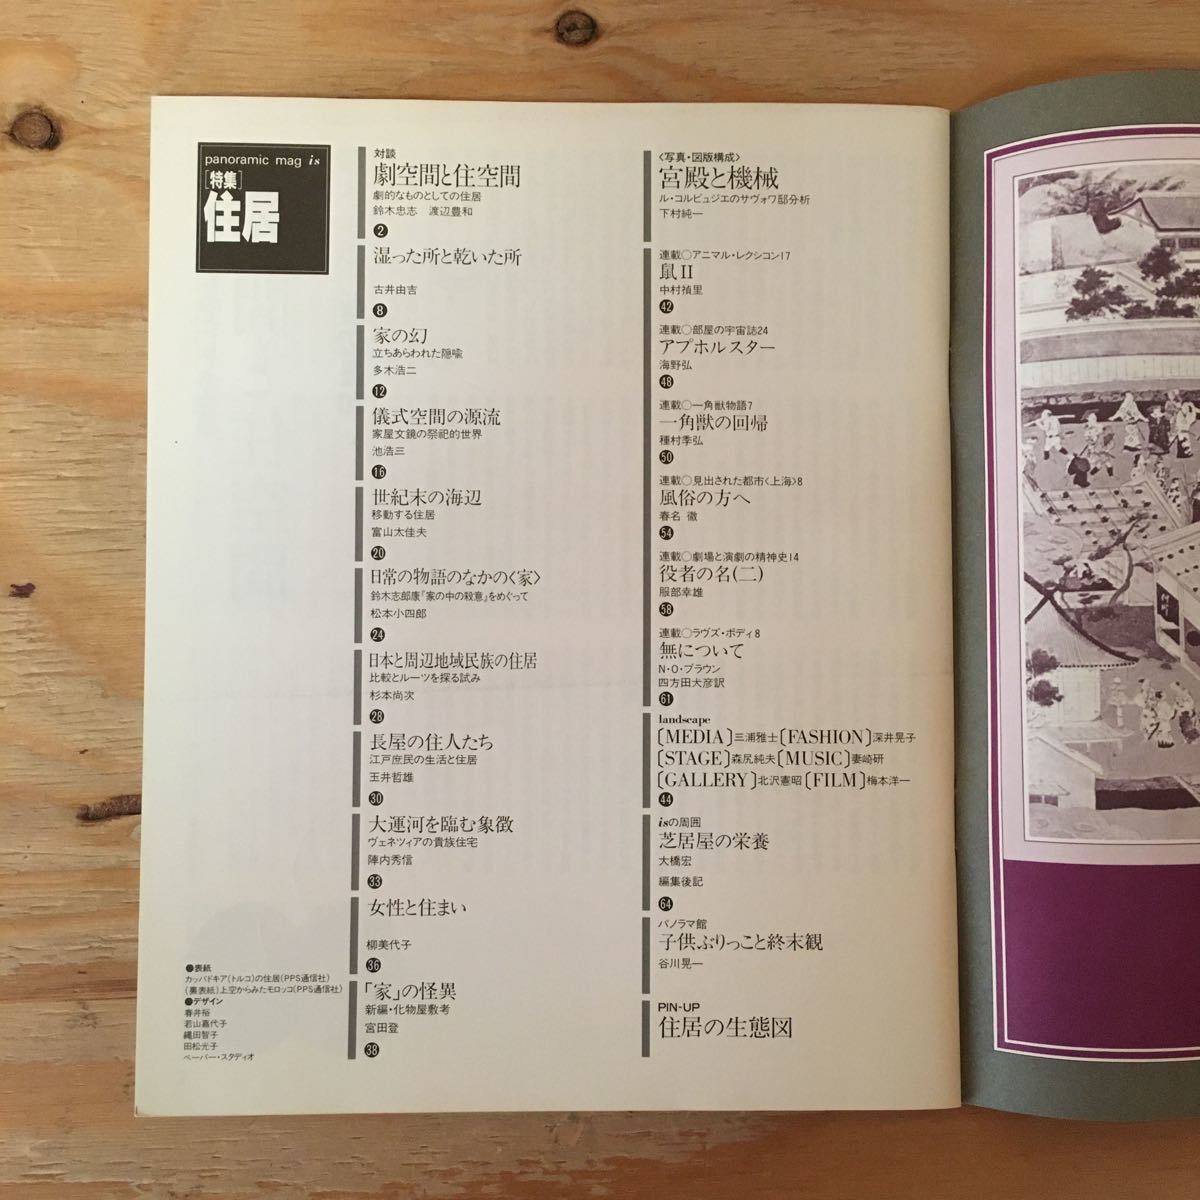 panoramic mag is
[特集]
住居
対談
劇空間と住空間
劇的なものとしての住居
鈴木忠志 渡辺豊和
2
湿った所と乾いた所
古井由吉
8
家の幻
立ちあらわれた隠喩
多木浩二
12
儀式空間の源流
家屋文鏡の祭祀的世界
池浩三
16
世紀末の海辺
移動する住居
富山太佳夫
20
日常の物語のなかの〈家〉
鈴木志郎康『家の中の殺意』をめぐって
松本小四郎
24
日本と周辺地域民族の住居
比較とルーツを探る試み
杉本尚次
28
長屋の住人たち
江戸庶民の生活と住居
玉井哲雄
30
大運河を臨む象徴
ヴェネツィアの貴族住宅
陣内秀信
33
女性と住まい
柳美代子
36
「家」の怪異
新編・化物屋敷考
宮田登
38
〈写真・図版構成〉
宮殿と機械
ル・コルビュジエのサヴォワ邸分析
下村純一
連載○アニマル・レクシコン17
鼠II
中村禎里
42
連載○部屋の宇宙誌24
アプホルスター
海野弘
48
連載○一角獣物語7
一角獣の回帰
種村季弘
50
連載○見出された都市〈上海〉8
風俗の方へ
春名 徹
54
連載○劇場と演劇の精神史14
役者の名(二)
服部幸雄
58
連載○ラヴズ・ボディ8
無について
N・O・ブラウン
四方田犬彦訳
61
landscape
〔MEDIA〕三浦雅士〔FASHION〕深井晃子
〔STAGE〕森尻純夫〔MUSIC〕妻崎研
〔GALLERY〕北沢憲昭〔FILM〕梅本洋一
44
isの周囲
芝居屋の栄養
大橋宏
編集後記
64
パノラマ館
子供ぶりっこと終末観
谷川晃一
PIN-UP
住居の生態図
●表紙
カッパドキア(トルコ)の住居(PPS通信社)
(裏表紙)上空からみたモロッコ(PPS通信社)
●デザイン
春井裕
若山嘉代子
縄田智子
田松光子
ペーパー・スタディオ